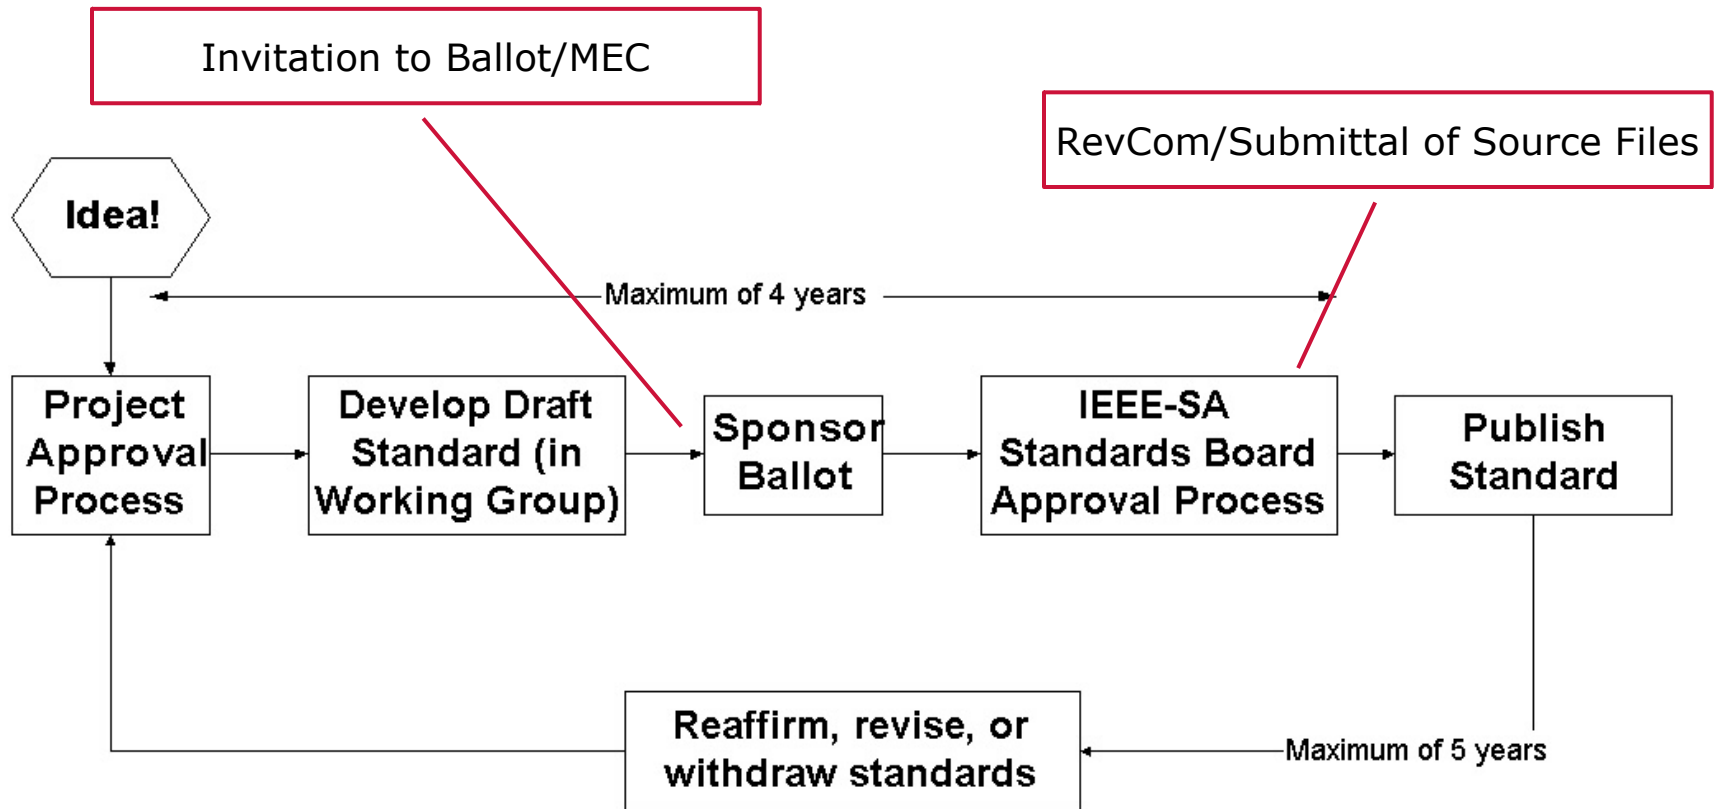 Invitation to Ballot/MEC
RevCom/Submittal of Source Files
Idea!
Maximum of 4 years
Project
Approval
Process
Develop Draft
Standard (in
Working Group)
Sponsor
Ballot
IEEE-SA
Standards Board
Approval Process
Publish
Standard
Reaffirm, revise, or
withdraw standards
Maximum of 5 years